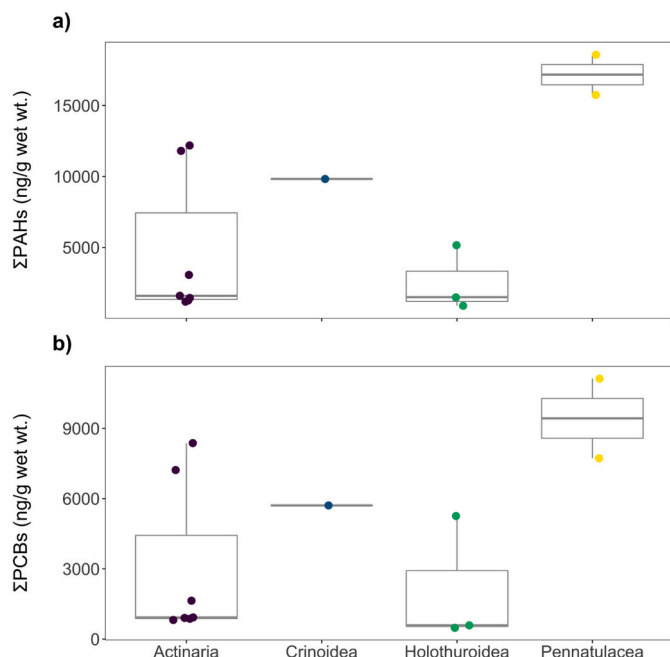 a)
ΣPAHs (ng/g wet wt.)
15000
10000
5000
b)
ΣPCBs (ng/g wet wt.)
9000
6000
3000
0
Actinaria Crinoidea Holothuroidea Pennatulacea